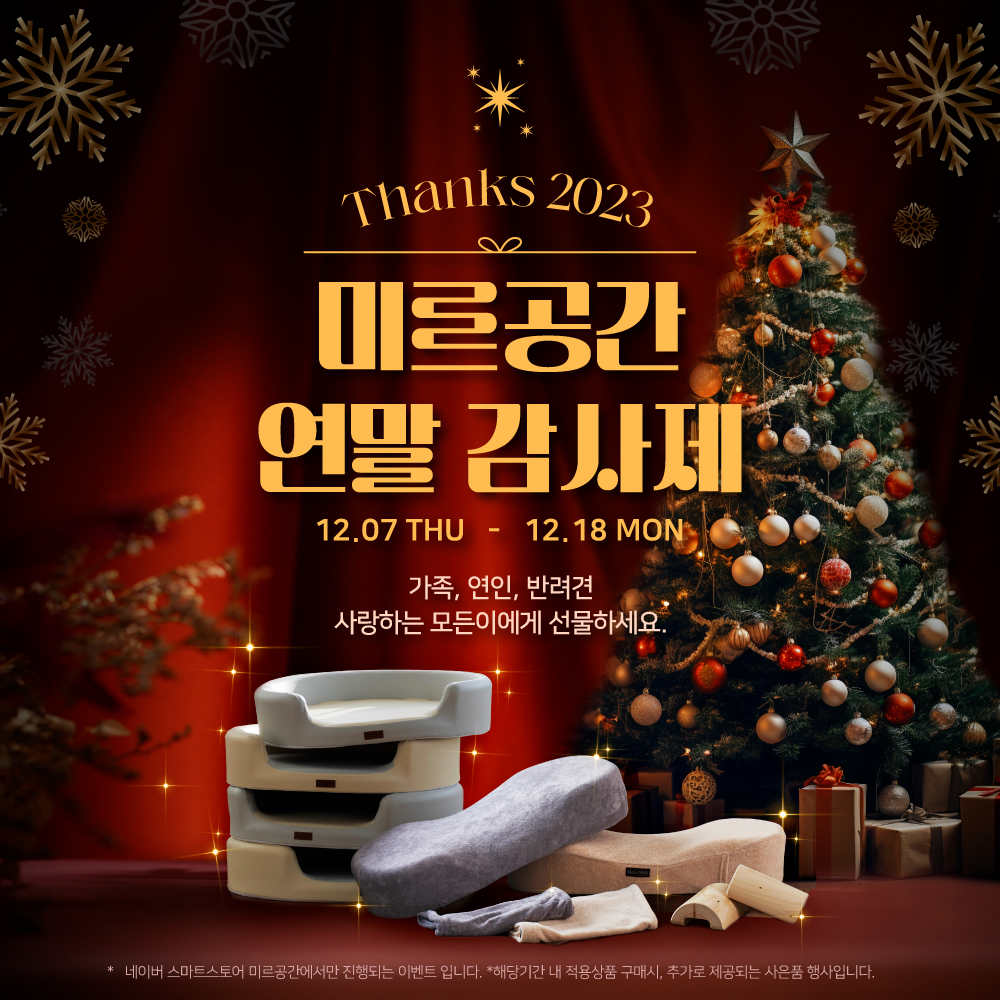 Thanks 2023
미르공간
연말 감사제
12.07 THU - 12.18 MON
가족, 연인, 반려견
사랑하는 모든이에게 선물하세요.
* 네이버 스마트스토어 미르공간에서만 진행되는 이벤트 입니다. *해당기간 내 적용상품 구매시, 추가로 제공되는 사은품 행사입니다.